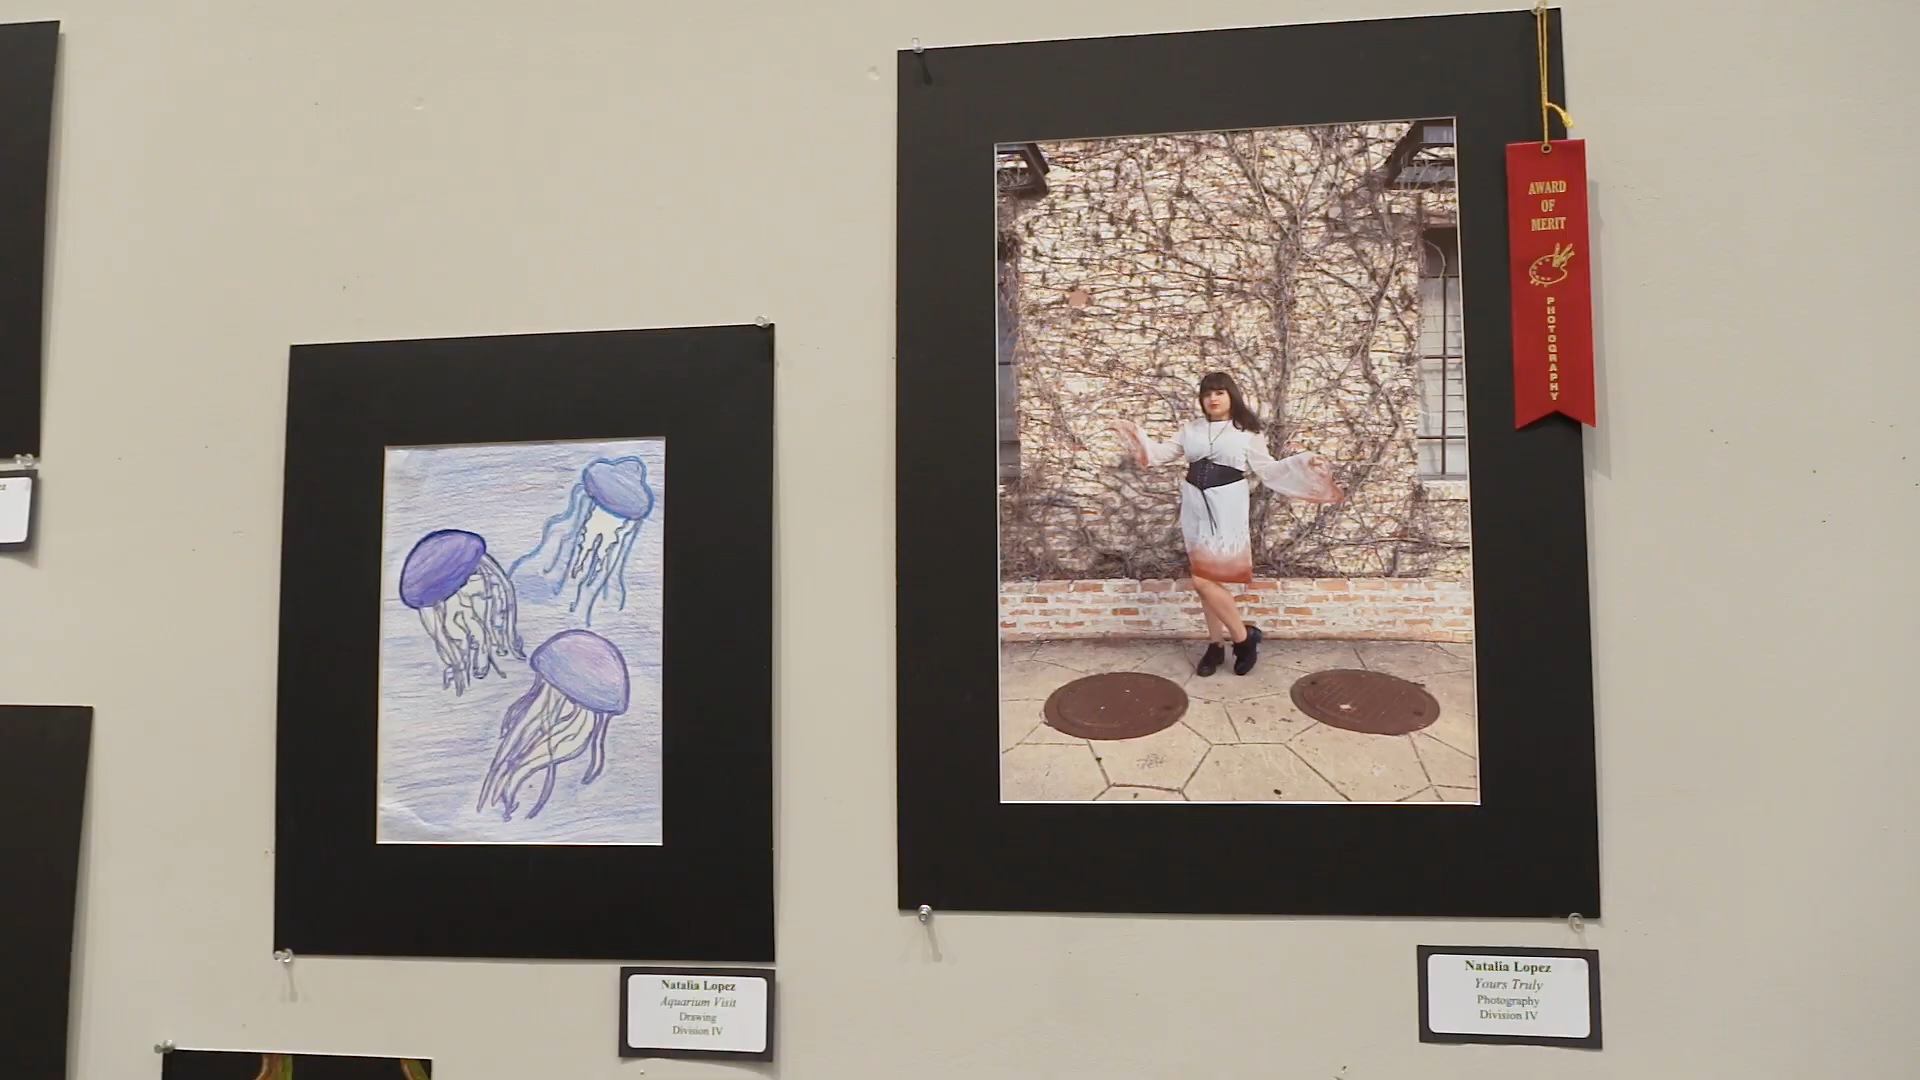 AWARD
OF
MERIT
PHOTOGRAPHY
Natalia Lopez
Aquarium Visit
Drawing
Division IV
Natalia Lopez
Yours Truly
Photography
Division IV